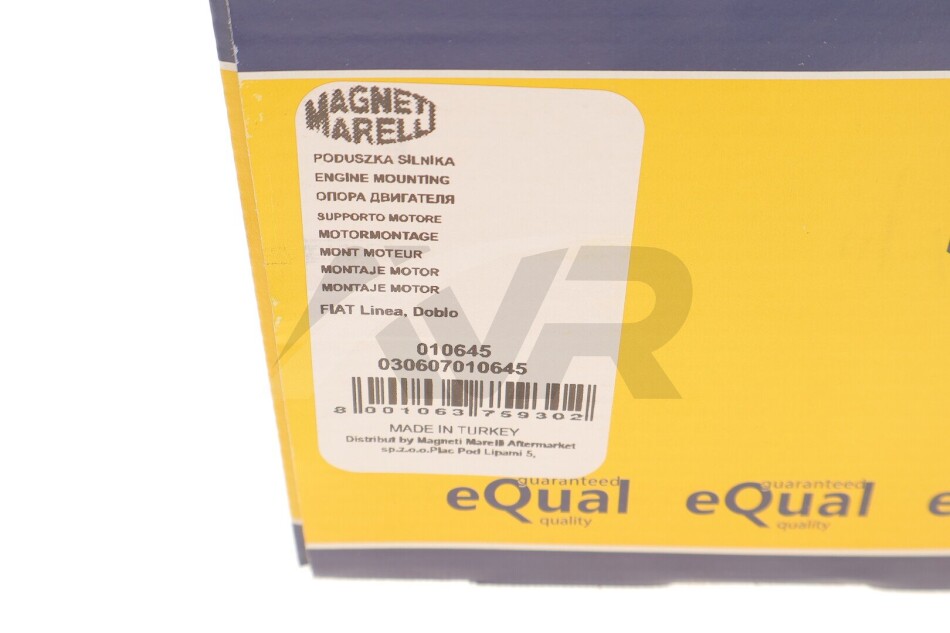 MAGNETI
MARELLI
PODUSZKA SILNIKA
ENGINE MOUNTING
ОПОРА ДВИГАТЕЛЯ
SUPPORTO MOTORE
MOTORMONTAGE
MONT MOTEUR
MONTAJE MOTOR
MONTAJE MOTOR
FIAT Linea, Doblo
010645
030607010645
8 001063 759302
MADE IN TURKEY
Distribut by Magneti Marelli Aftermarket
sp.z.o.o.Plac Pod Lipami 5,
guaranteed
eQual
quality
guaranteed
eQual
quality
e